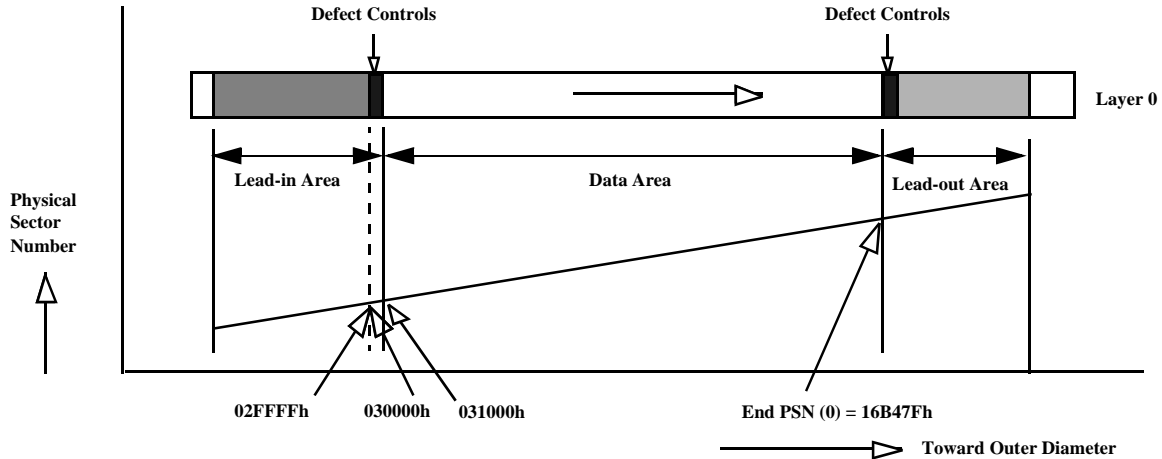 Defect Controls
Defect Controls
Layer 0
Lead-in Area
Data Area
Lead-out Area
Physical
Sector
Number
02FFFFh
030000h
031000h
End PSN (0) = 16B47Fh
Toward Outer Diameter